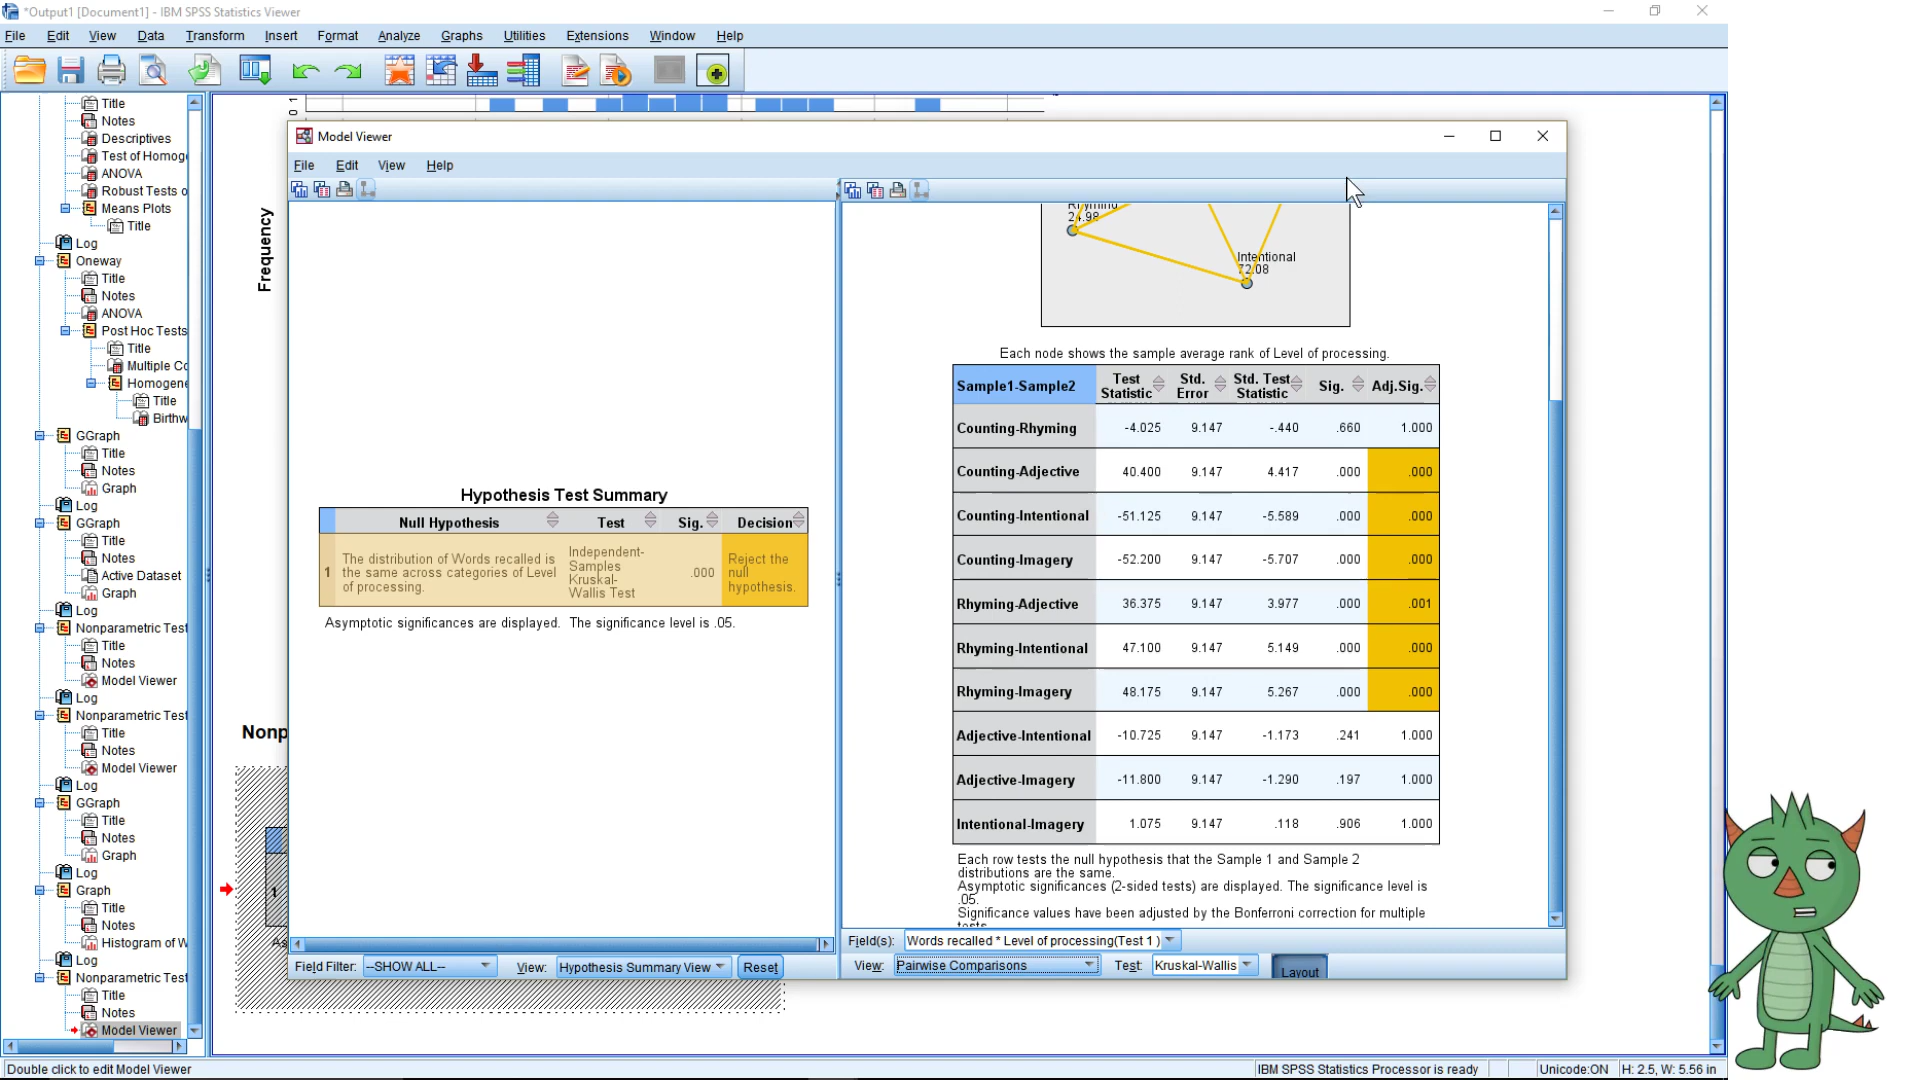 *Output1 [Document1] - IBM SPSS Statistics Viewer
File Edit View Data Transform Insert Format Analyze Graphs Utilities Extensions Window Help
Title
Notes
Descriptives
Test of Homog
ANOVA
Robust Tests o
Means Plots
Title
Log
Oneway
Title
Notes
ANOVA
Post Hoc Tests
Title
Multiple Co
Homogene
Title
Birthw
GGraph
Title
Notes
Graph
Log
GGraph
Title
Notes
Active Dataset
Graph
Log
Nonparametric Test
Title
Notes
Model Viewer
Log
Nonparametric Test
Title
Notes
Model Viewer
Log
GGraph
Title
Notes
Graph
Log
Graph
Title
Notes
Histogram of W
Log
Nonparametric Test
Title
Notes
Model Viewer
0 1
Frequency
Nonp
1
As
Model Viewer
File Edit View Help
Hypothesis Test Summary
Null Hypothesis Test Sig. Decision
1 The distribution of Words recalled is the same across categories of Level of processing. Independent-Samples Kruskal-Wallis Test .000 Reject the null hypothesis.
Asymptotic significances are displayed. The significance level is .05.
Field Filter: --SHOW ALL-- View: Hypothesis Summary View Reset
Rhyming
24.98
Intentional
72.08
Each node shows the sample average rank of Level of processing.
Sample1-Sample2 Test Statistic Std. Error Std. Test Statistic Sig. Adj.Sig.
Counting-Rhyming -4.025 9.147 -.440 .660 1.000
Counting-Adjective 40.400 9.147 4.417 .000 .000
Counting-Intentional -51.125 9.147 -5.589 .000 .000
Counting-Imagery -52.200 9.147 -5.707 .000 .000
Rhyming-Adjective 36.375 9.147 3.977 .000 .001
Rhyming-Intentional 47.100 9.147 5.149 .000 .000
Rhyming-Imagery 48.175 9.147 5.267 .000 .000
Adjective-Intentional -10.725 9.147 -1.173 .241 1.000
Adjective-Imagery -11.800 9.147 -1.290 .197 1.000
Intentional-Imagery 1.075 9.147 .118 .906 1.000
Each row tests the null hypothesis that the Sample 1 and Sample 2
distributions are the same.
Asymptotic significances (2-sided tests) are displayed. The significance level is
.05.
Significance values have been adjusted by the Bonferroni correction for multiple
tests.
Field(s): Words recalled * Level of processing(Test 1 )
View: Pairwise Comparisons Test: Kruskal-Wallis Layout
Double click to edit Model Viewer
IBM SPSS Statistics Processor is ready Unicode:ON H: 2.5, W: 5.56 in